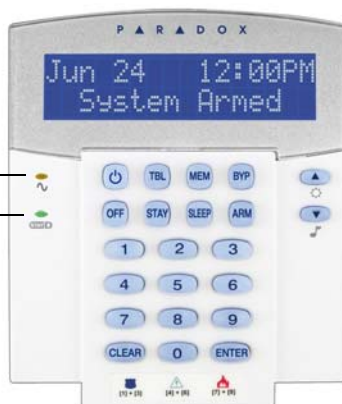 PARADOX
Jun 24 12:00PM
System Armed
TBL MEM BYP
OFF STAY SLEEP ARM
1 2 3
4 5 6
7 8 9
CLEAR 0 ENTER
[1] + [3] [4] + [6] [7] + [9]